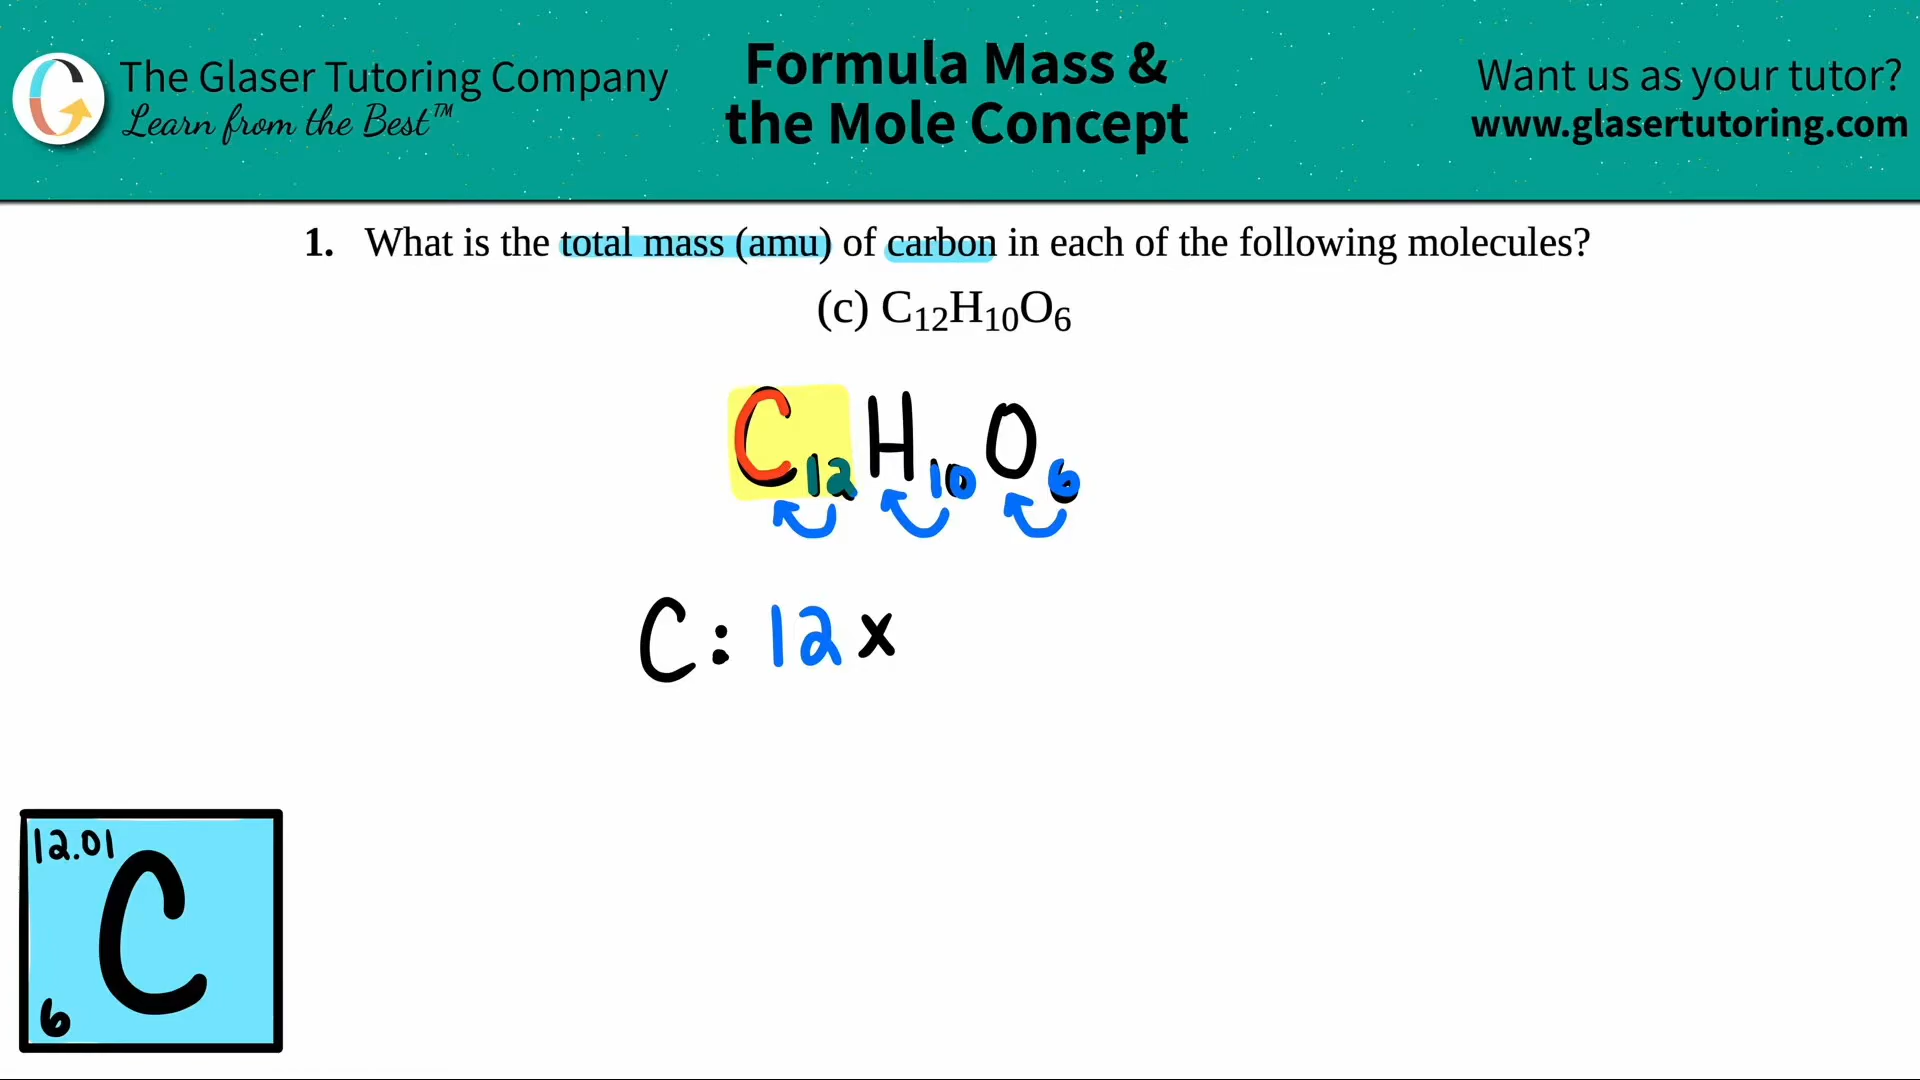 The Glaser Tutoring Company
Learn from the Best™
Formula Mass &
the Mole Concept
Want us as your tutor?
www.glasertutoring.com
1. What is the total mass (amu) of carbon in each of the following molecules?
(c) C₁₂H₁₀O₆
C₁₂H₁₀O₆
C: 12 x
12.01
C
6